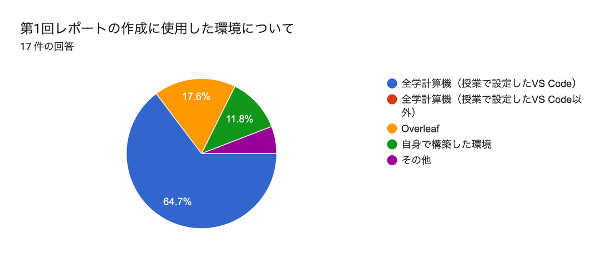 第1回レポートの作成に使用した環境について
17 件の回答
17.6%
11.8%
64.7%
全学計算機（授業で設定したVS Code）
全学計算機（授業で設定したVS Code以
外）
Overleaf
自身で構築した環境
その他